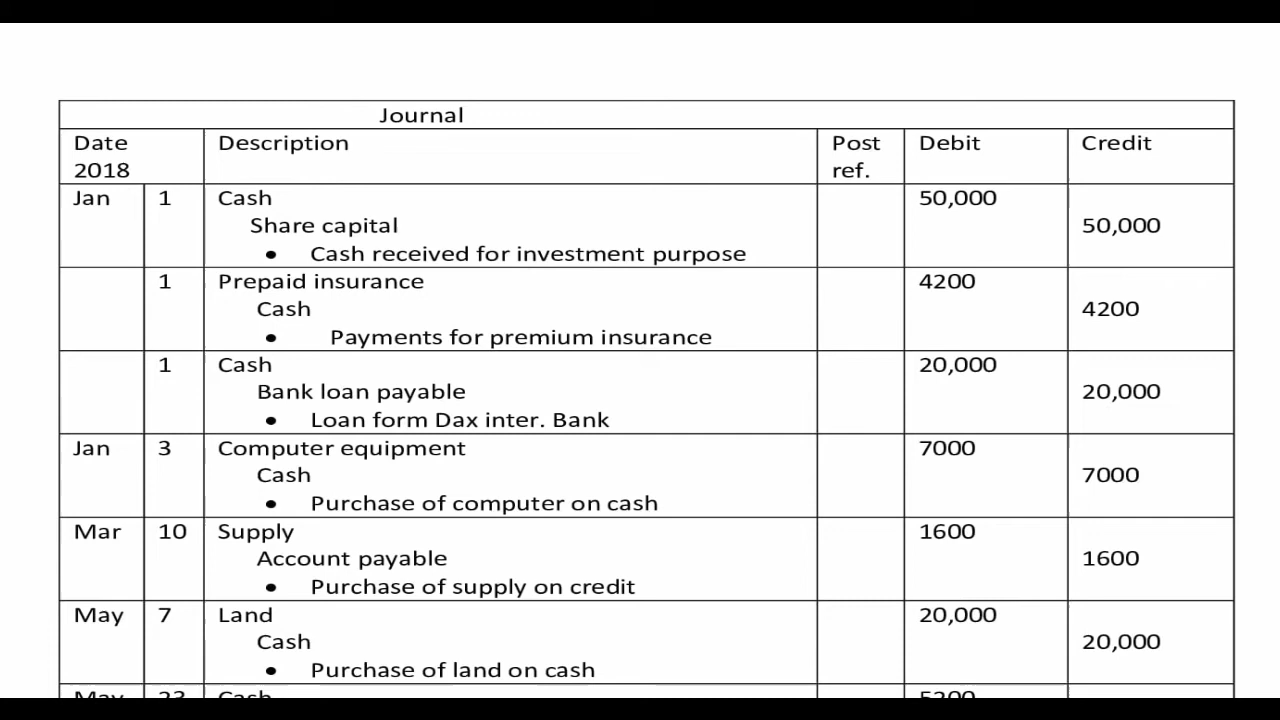 Journal
Date 2018 Description Post ref. Debit Credit
Jan 1 Cash 50,000
Share capital 50,000
• Cash received for investment purpose
1 Prepaid insurance 4200
Cash 4200
• Payments for premium insurance
1 Cash 20,000
Bank loan payable 20,000
• Loan form Dax inter. Bank
Jan 3 Computer equipment 7000
Cash 7000
• Purchase of computer on cash
Mar 10 Supply 1600
Account payable 1600
• Purchase of supply on credit
May 7 Land 20,000
Cash 20,000
• Purchase of land on cash
May 23 Cash